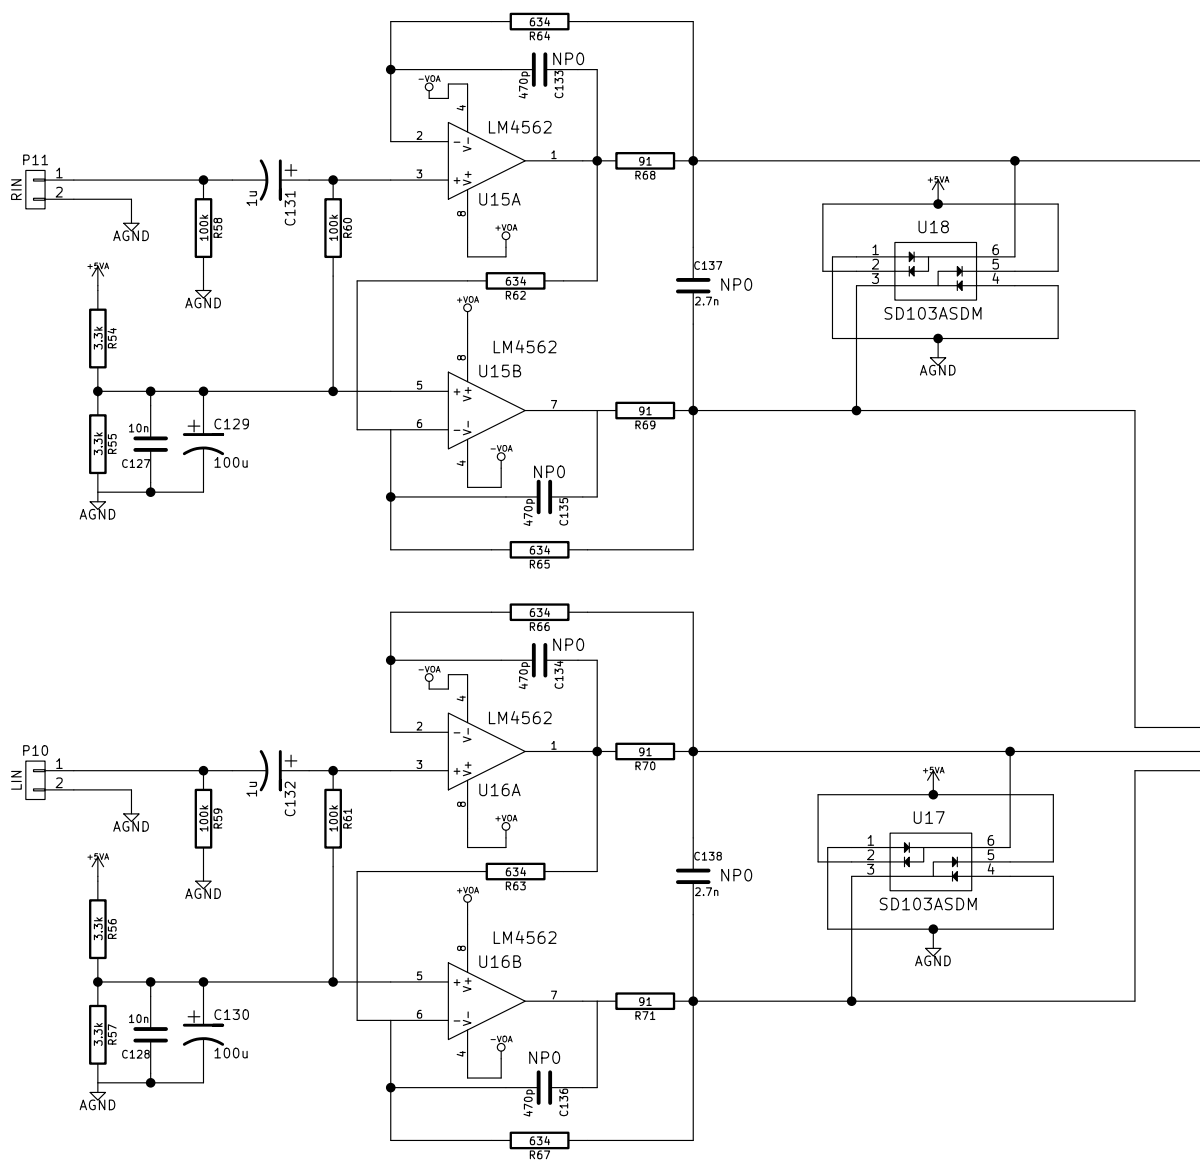 634
R64
NP0
470p
C133
-VOA
4
LM4562
2
1
3
U15A
8
+VOA
V-
V+
91
R68
P11
RIN
1
2
AGND
100k
R58
AGND
1u
C131
+
100k
R60
634
R62
C137
NP0
2.7n
+5VA
U18
1
2
3
6
5
4
SD103ASDM
AGND
+5VA
3.3k
R54
3.3k
R55
10n
C127
+
C129
100u
AGND
+VOA
8
LM4562
U15B
5
6
7
V+
V-
4
-VOA
91
R69
NP0
470p
C135
634
R65
634
R66
NP0
470p
C134
-VOA
4
LM4562
2
1
3
U16A
8
+VOA
V-
V+
91
R70
P10
LIN
1
2
AGND
100k
R59
AGND
1u
C132
+
100k
R61
634
R63
C138
NP0
2.7n
+5VA
U17
1
2
3
6
5
4
SD103ASDM
AGND
+5VA
3.3k
R56
3.3k
R57
10n
C128
+
C130
100u
AGND
+VOA
8
LM4562
U16B
5
6
7
V+
V-
4
-VOA
91
R71
NP0
470p
C136
634
R67